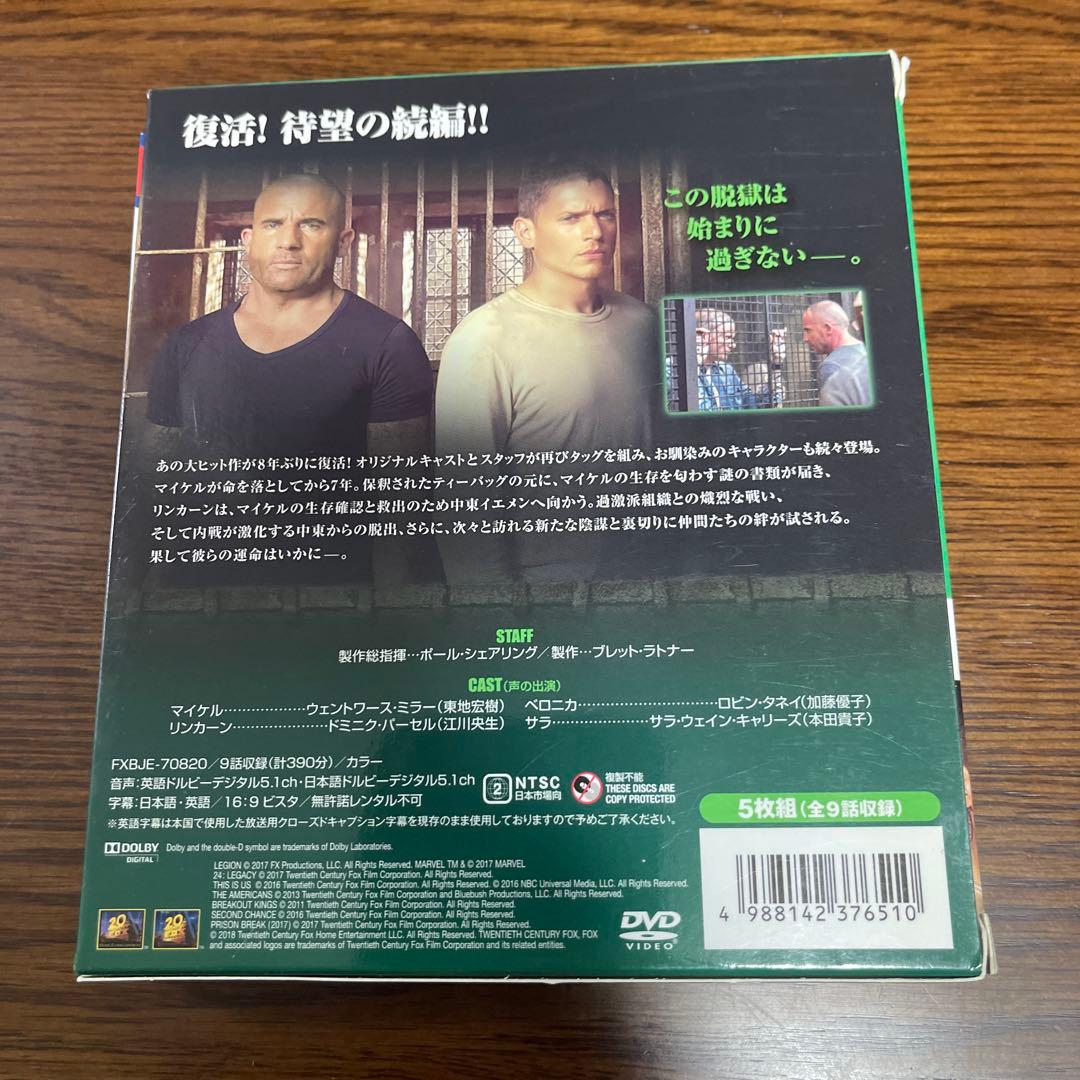 復活! 待望の続編!!
この脱獄は
始まりに
過ぎない―。
あの大ヒット作が8年ぶりに復活! オリジナルキャストとスタッフが再びタッグを組み、お馴染みのキャラクターも続々登場。
マイケルが命を落としてから7年。保釈されたティーバッグの元に、マイケルの生存を匂わす謎の書類が届き、
リンカーンは、マイケルの生存確認と救出のため中東イエメンへ向かう。過激派組織との熾烈な戦い、
そして内戦が激化する中東からの脱出、さらに、次々と訪れる新たな陰謀と裏切りに仲間たちの絆が試される。
果して彼らの運命はいかに―。
STAFF
製作総指揮…ポール・シェアリング/製作…ブレット・ラトナー
CAST(声の出演)
マイケル………………ウェントワース・ミラー(東地宏樹) ベロニカ………………………ロビン・タネイ(加藤優子)
リンカーン…………………ドミニク・パーセル(江川央生) サラ…………………サラ・ウェイン・キャリーズ(本田貴子)
FXBJE-70820/9話収録(計390分)/カラー
音声:英語ドルビーデジタル5.1ch・日本語ドルビーデジタル5.1ch
字幕:日本語・英語/16:9 ビスタ/無許諾レンタル不可
2 NTSC
日本市場向
複製不能
THESE DISCS ARE
COPY PROTECTED
※英語字幕は本国で使用した放送用クローズドキャプション字幕を現存のまま使用しておりますので予めご了承ください。
5枚組(全9話収録)
DOLBY
DIGITAL
Dolby and the double-D symbol are trademarks of Dolby Laboratories.
LEGION © 2017 FX Productions, LLC. All Rights Reserved. MARVEL TM & © 2017 MARVEL
24: LEGACY © 2017 Twentieth Century Fox Film Corporation. All Rights Reserved.
THIS IS US © 2016 Twentieth Century Fox Film Corporation. All Rights Reserved. © 2016 NBC Universal Media, LLC. All Rights Reserved.
THE AMERICANS © 2013 Twentieth Century Fox Film Corporation and Bluebush Productions, LLC. All Rights Reserved.
BREAKOUT KINGS © 2011 Twentieth Century Fox Film Corporation. All Rights Reserved.
SECOND CHANCE © 2016 Twentieth Century Fox Film Corporation. All Rights Reserved.
PRISON BREAK (2017) © 2017 Twentieth Century Fox Film Corporation. All Rights Reserved.
© 2018 Twentieth Century Fox Home Entertainment LLC. All Rights Reserved. TWENTIETH CENTURY FOX, FOX
and associated logos are trademarks of Twentieth Century Fox Film Corporation and its related entities.
DVD
VIDEO
4 988142 376510